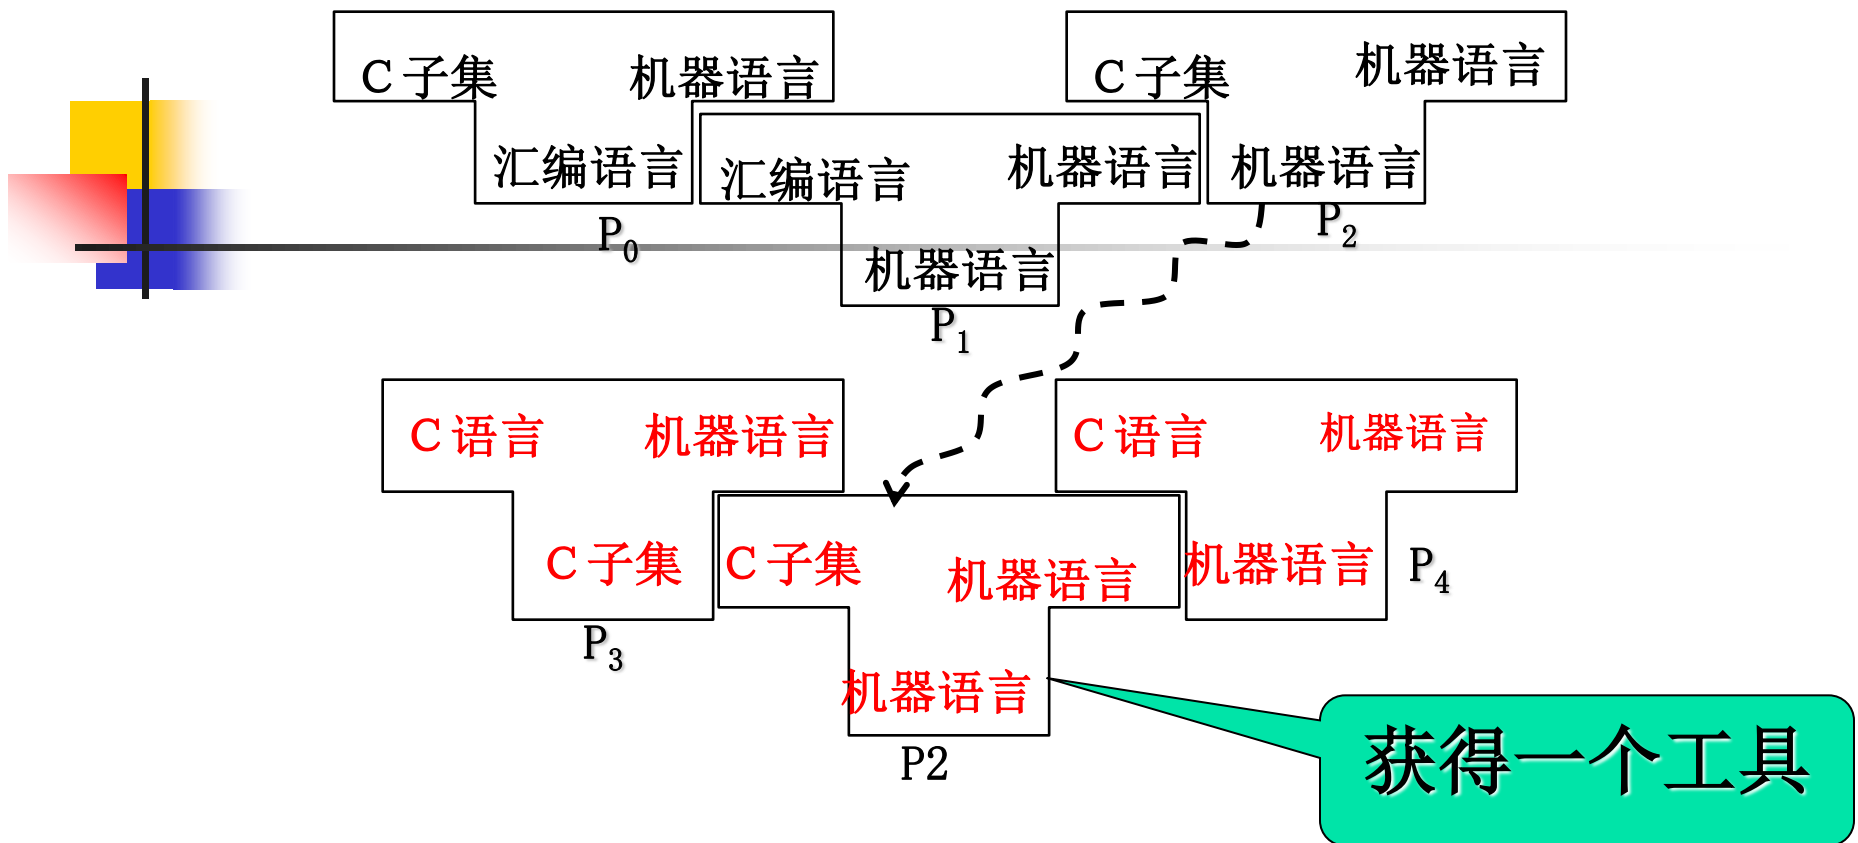 C 子集 机器语言 C 子集 机器语言
汇编语言 汇编语言 机器语言 机器语言
P0 机器语言 P2
P1
C 语言 机器语言 C 语言 机器语言
C 子集 C 子集 机器语言 机器语言 P4
P3 机器语言
P2
获得一个工具